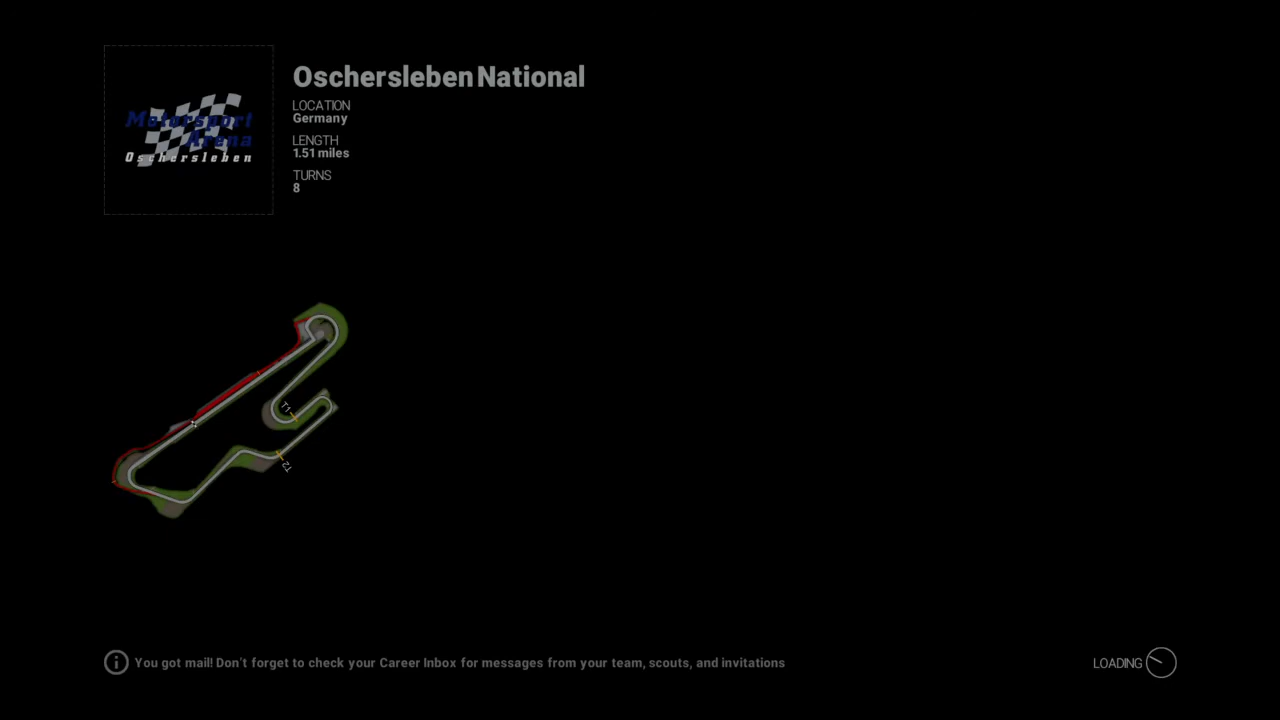 Motorsport
Arena
Oschersleben
Oschersleben National
LOCATION
Germany
LENGTH
1.51 miles
TURNS
8
T1
T2
You got mail! Don't forget to check your Career Inbox for messages from your team, scouts, and invitations
LOADING